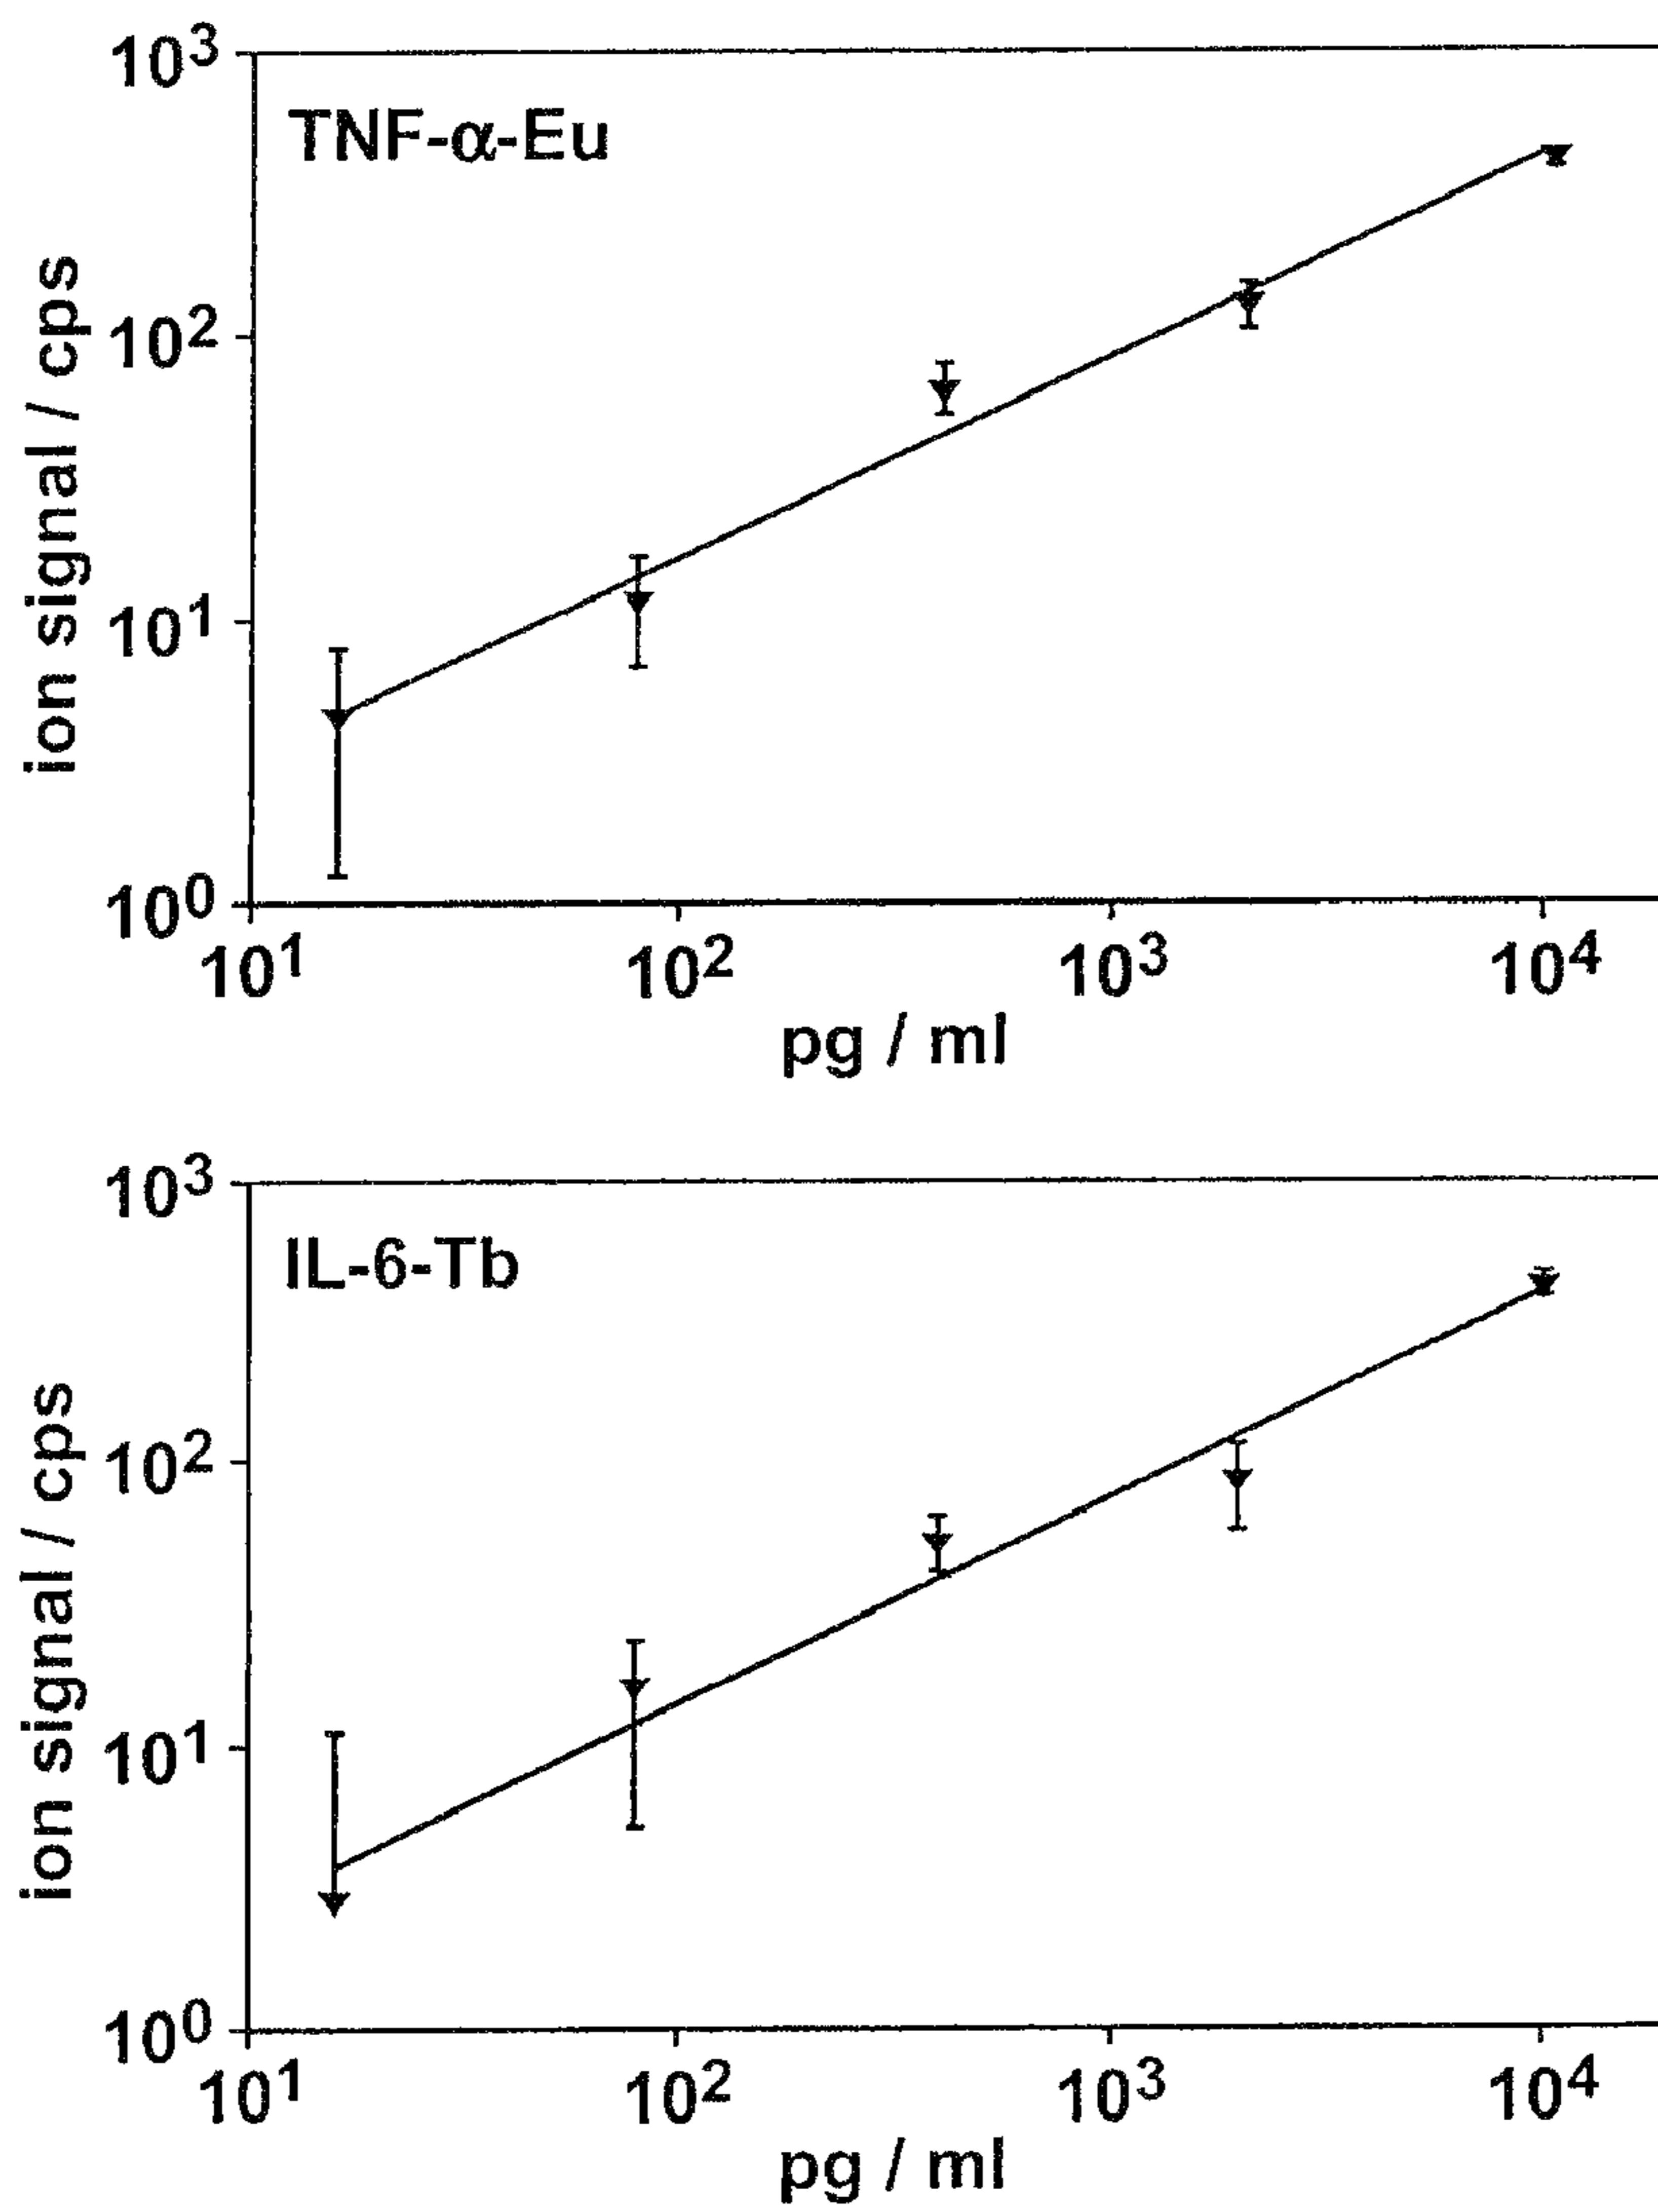 10³
TNF-α-Eu
10²
10¹
10⁰
ion signal / cps
10¹ 10² 10³ 10⁴
pg / ml
10³
IL-6-Tb
10²
10¹
10⁰
ion signal / cps
10¹ 10² 10³ 10⁴
pg / ml